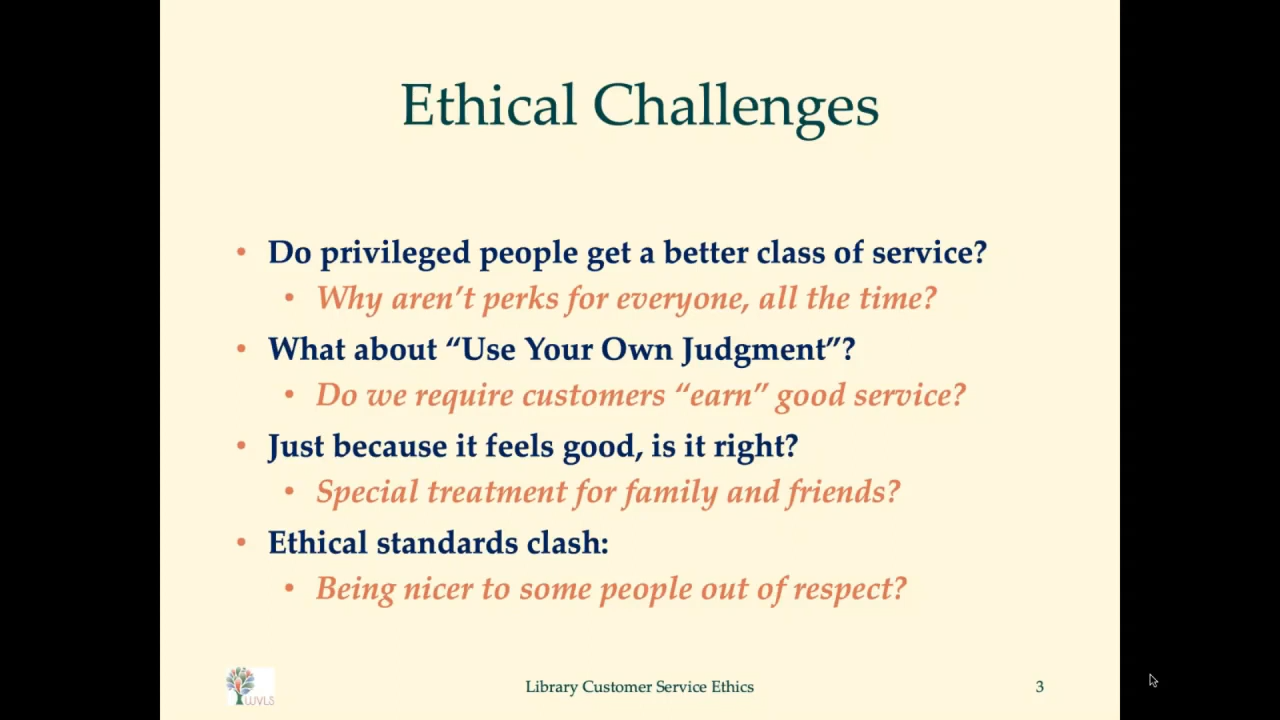 Ethical Challenges
• Do privileged people get a better class of service?
• Why aren’t perks for everyone, all the time?
• What about “Use Your Own Judgment”?
• Do we require customers “earn” good service?
• Just because it feels good, is it right?
• Special treatment for family and friends?
• Ethical standards clash:
• Being nicer to some people out of respect?
WVLS
Library Customer Service Ethics
3